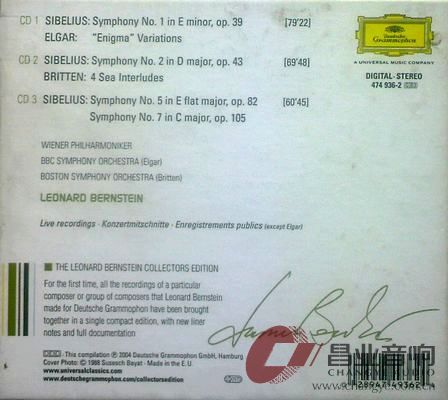 CD 1 SIBELIUS: Symphony No. 1 in E minor, op. 39 [79'22]
ELGAR: "Enigma" Variations
CD 2 SIBELIUS: Symphony No. 2 in D major, op. 43 [69'48]
BRITTEN: 4 Sea Interludes
CD 3 SIBELIUS: Symphony No. 5 in E flat major, op. 82 [60'45]
Symphony No. 7 in C major, op. 105
Deutsche
Grammophon
A UNIVERSAL MUSIC COMPANY
DIGITAL·STEREO
474 936-2
WIENER PHILHARMONIKER
BBC SYMPHONY ORCHESTRA (Elgar)
BOSTON SYMPHONY ORCHESTRA (Britten)
LEONARD BERNSTEIN
Live recordings · Konzertmitschnitte · Enregistrements publics (except Elgar)
THE LEONARD BERNSTEIN COLLECTORS EDITION
For the first time, all the recordings of a particular
composer or group of composers that Leonard Bernstein
made for Deutsche Grammophon have been brought
together in a single compact edition, with new liner
notes and full documentation
This compilation ℗ 2004 Deutsche Grammophon GmbH, Hamburg
Cover Photo: © 1988 Susesch Bayat · Made in the E.U.
www.universalclassics.com
www.deutschegrammophon.com/collectorsedition
昌业音响
CHANGY STUDIO
http://www.changye.com.cn